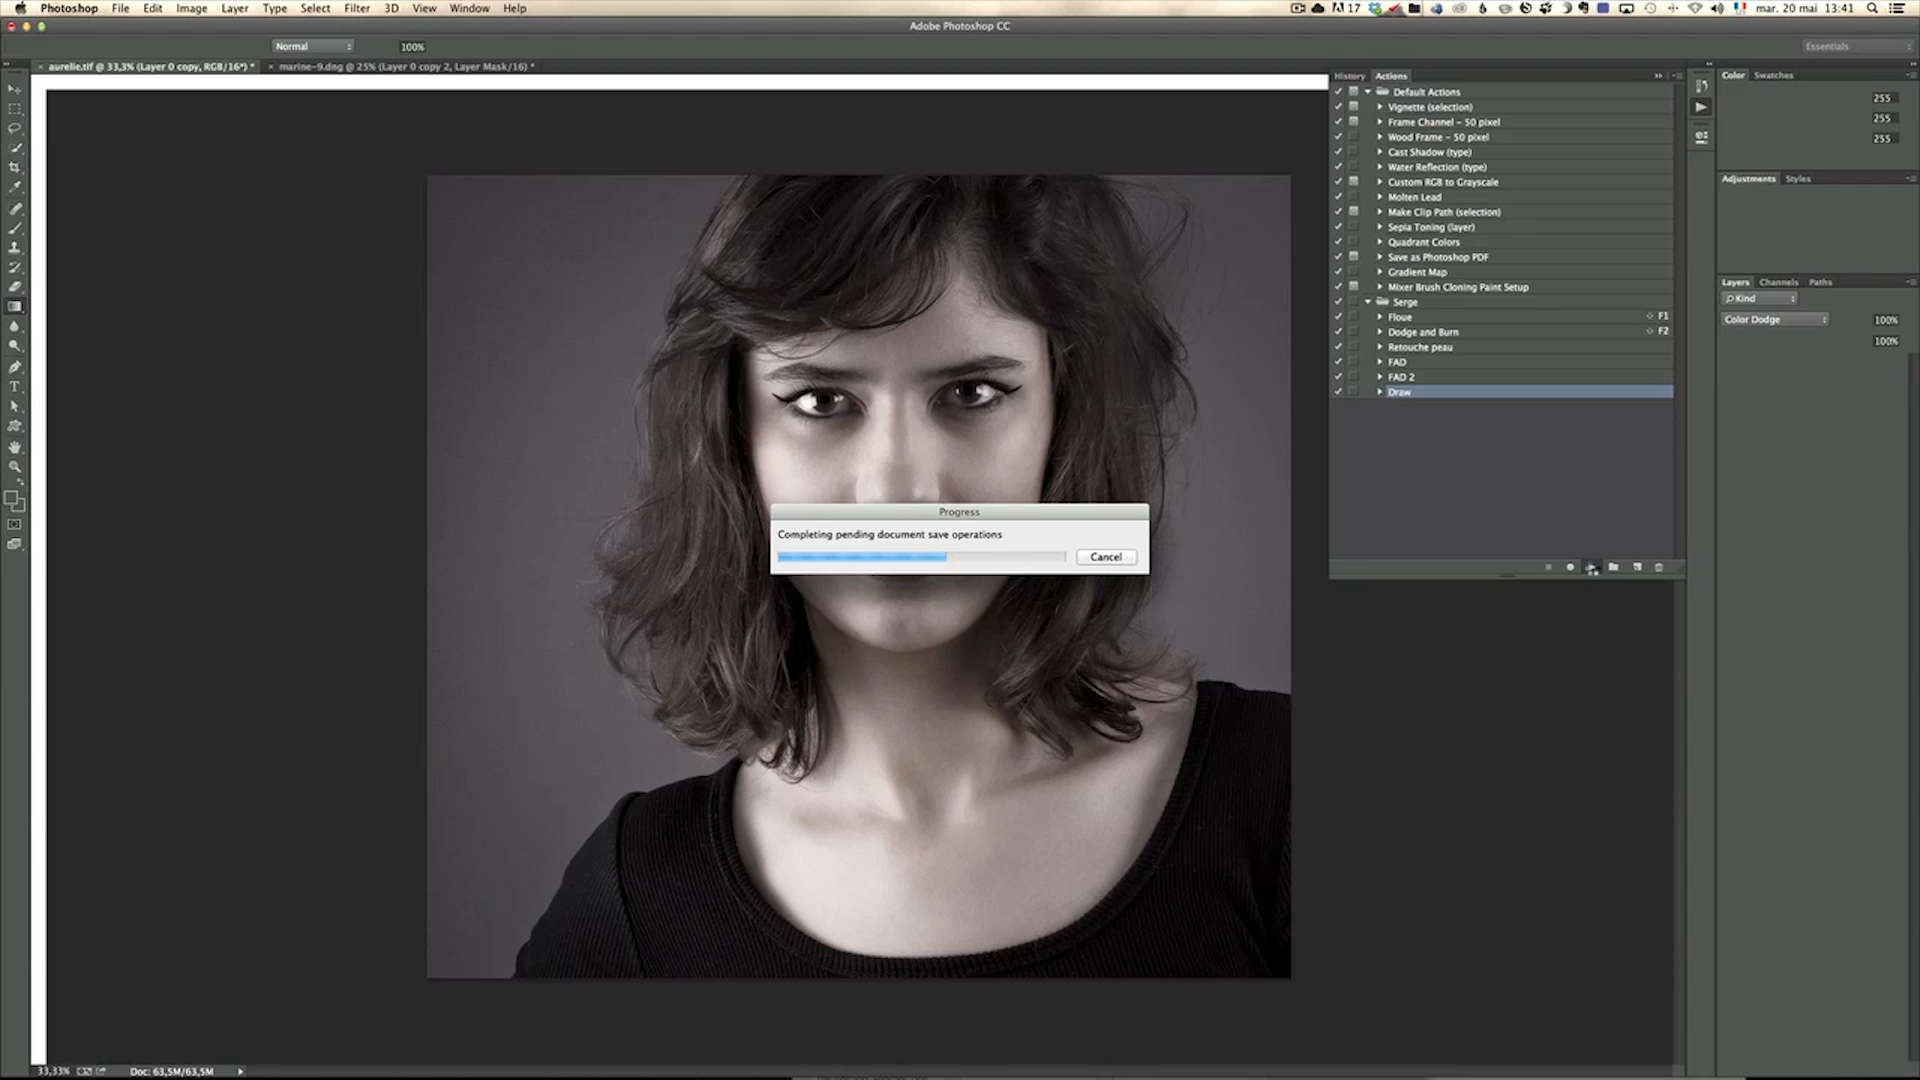 Photoshop File Edit Image Layer Type Select Filter 3D View Window Help 17 mar. 20 mai 13:41
Adobe Photoshop CC
Normal 100% Essentials
× aurelie.tif @ 33,3% (Layer 0 copy, RGB/16*) * × marine-9.dng @ 25% (Layer 0 copy 2, Layer Mask/16) *
History Actions
Default Actions
Vignette (selection)
Frame Channel - 50 pixel
Wood Frame - 50 pixel
Cast Shadow (type)
Water Reflection (type)
Custom RGB to Grayscale
Molten Lead
Make Clip Path (selection)
Sepia Toning (layer)
Quadrant Colors
Save as Photoshop PDF
Gradient Map
Mixer Brush Cloning Paint Setup
Serge
Floue F1
Dodge and Burn F2
Retouche peau
FAD
FAD 2
Draw
Color Swatches
255
255
255
Adjustments Styles
Layers Channels Paths
Kind
Color Dodge 100%
100%
Progress
Completing pending document save operations
Cancel
33,33% Doc: 63,5M/63,5M